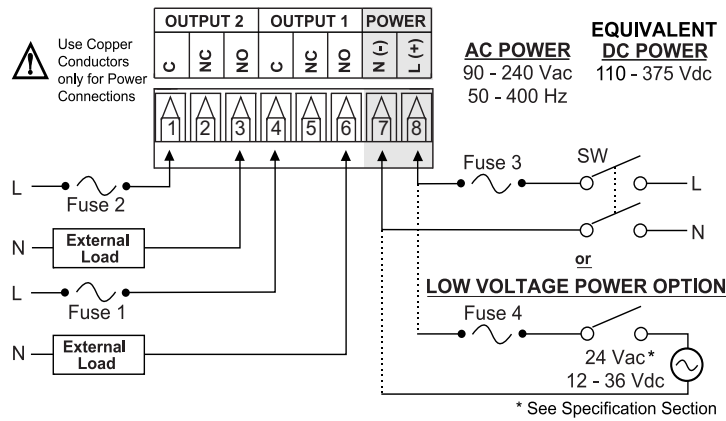 OUTPUT 2 OUTPUT 1 POWER
C NC NO C NC NO N (-) L (+)
1 2 3 4 5 6 7 8
Use Copper
Conductors
only for Power
Connections
AC POWER
90 - 240 Vac
50 - 400 Hz
EQUIVALENT
DC POWER
110 - 375 Vdc
L
Fuse 2
N
External
Load
L
Fuse 1
N
External
Load
Fuse 3
SW
L
N
or
LOW VOLTAGE POWER OPTION
Fuse 4
24 Vac*
12 - 36 Vdc
* See Specification Section